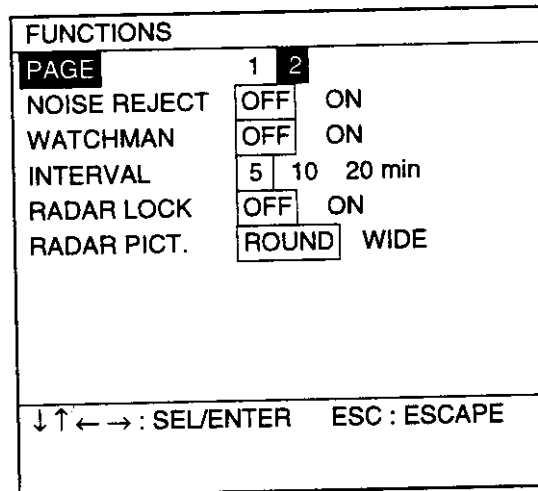 FUNCTIONS
PAGE 1 2
NOISE REJECT OFF ON
WATCHMAN OFF ON
INTERVAL 5 10 20 min
RADAR LOCK OFF ON
RADAR PICT. ROUND WIDE
↓↑←→ : SEL/ENTER ESC : ESCAPE